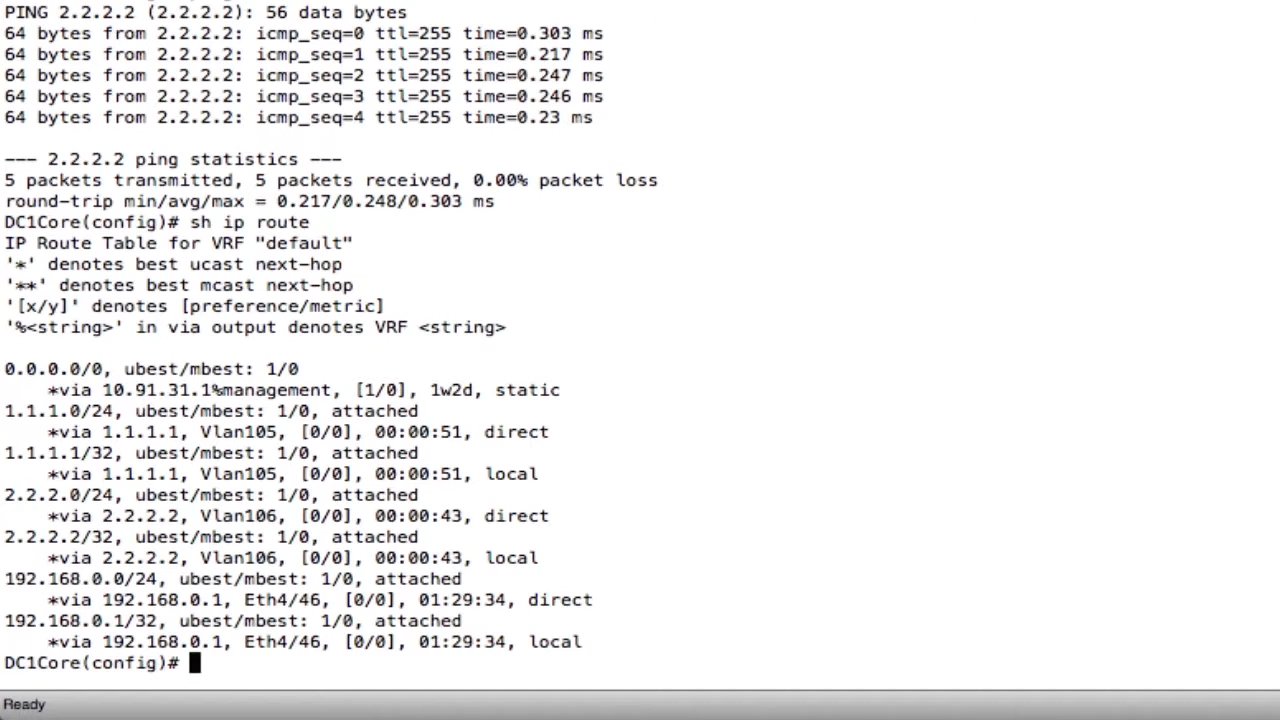 PING 2.2.2.2 (2.2.2.2): 56 data bytes
64 bytes from 2.2.2.2: icmp_seq=0 ttl=255 time=0.303 ms
64 bytes from 2.2.2.2: icmp_seq=1 ttl=255 time=0.217 ms
64 bytes from 2.2.2.2: icmp_seq=2 ttl=255 time=0.247 ms
64 bytes from 2.2.2.2: icmp_seq=3 ttl=255 time=0.246 ms
64 bytes from 2.2.2.2: icmp_seq=4 ttl=255 time=0.23 ms

--- 2.2.2.2 ping statistics ---
5 packets transmitted, 5 packets received, 0.00% packet loss
round-trip min/avg/max = 0.217/0.248/0.303 ms
DC1Core(config)# sh ip route
IP Route Table for VRF "default"
'*' denotes best ucast next-hop
'**' denotes best mcast next-hop
'[x/y]' denotes [preference/metric]
'%<string>' in via output denotes VRF <string>

0.0.0.0/0, ubest/mbest: 1/0
    *via 10.91.31.1%management, [1/0], 1w2d, static
1.1.1.0/24, ubest/mbest: 1/0, attached
    *via 1.1.1.1, Vlan105, [0/0], 00:00:51, direct
1.1.1.1/32, ubest/mbest: 1/0, attached
    *via 1.1.1.1, Vlan105, [0/0], 00:00:51, local
2.2.2.0/24, ubest/mbest: 1/0, attached
    *via 2.2.2.2, Vlan106, [0/0], 00:00:43, direct
2.2.2.2/32, ubest/mbest: 1/0, attached
    *via 2.2.2.2, Vlan106, [0/0], 00:00:43, local
192.168.0.0/24, ubest/mbest: 1/0, attached
    *via 192.168.0.1, Eth4/46, [0/0], 01:29:34, direct
192.168.0.1/32, ubest/mbest: 1/0, attached
    *via 192.168.0.1, Eth4/46, [0/0], 01:29:34, local
DC1Core(config)#
Ready